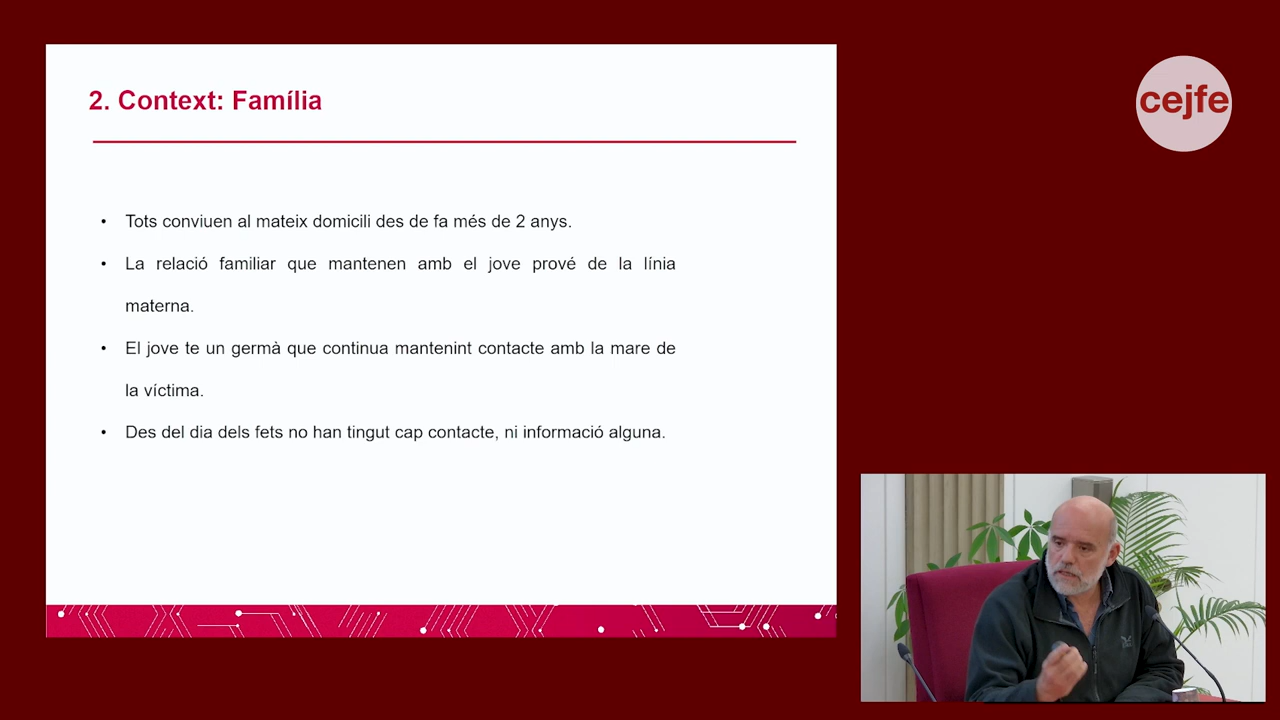 2. Context: Família
cejfe
• Tots conviuen al mateix domicili des de fa més de 2 anys.
• La relació familiar que mantenen amb el jove prové de la línia
materna.
• El jove te un germà que continua mantenint contacte amb la mare de
la víctima.
• Des del dia dels fets no han tingut cap contacte, ni informació alguna.